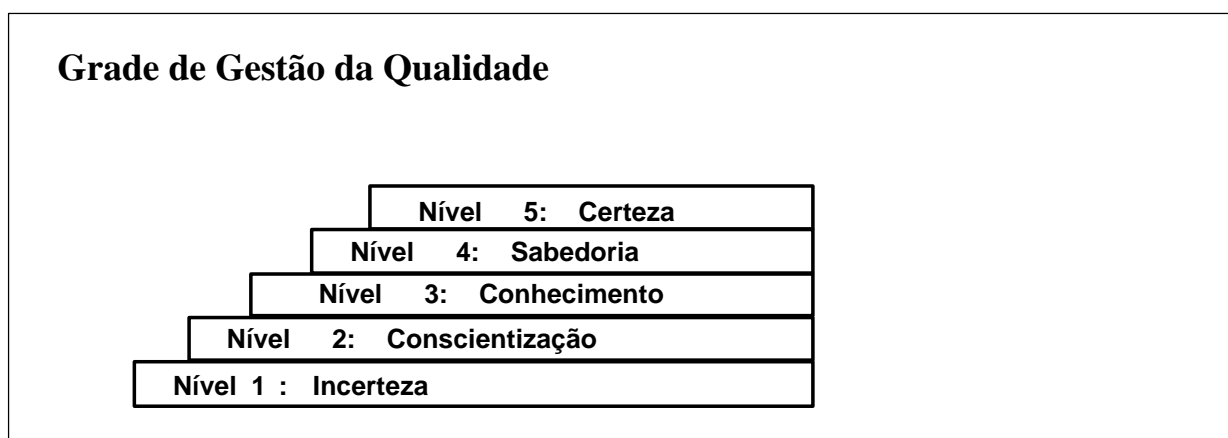 Grade de Gestão da Qualidade
Nível 5: Certeza
Nível 4: Sabedoria
Nível 3: Conhecimento
Nível 2: Conscientização
Nível 1 : Incerteza